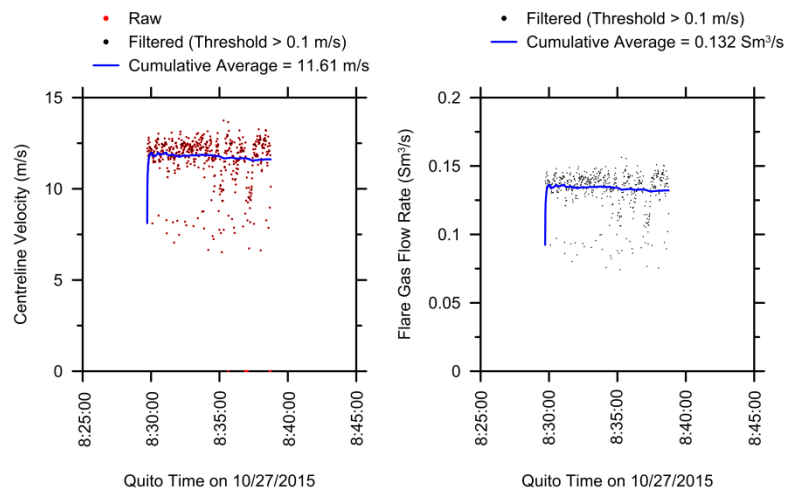 Raw
Filtered (Threshold > 0.1 m/s)
Cumulative Average = 11.61 m/s
15
10
5
0
Centreline Velocity (m/s)
8:25:00
8:30:00
8:35:00
8:40:00
8:45:00
Quito Time on 10/27/2015
Filtered (Threshold > 0.1 m/s)
Cumulative Average = 0.132 Sm³/s
0.2
0.15
0.1
0.05
0
Flare Gas Flow Rate (Sm³/s)
8:25:00
8:30:00
8:35:00
8:40:00
8:45:00
Quito Time on 10/27/2015